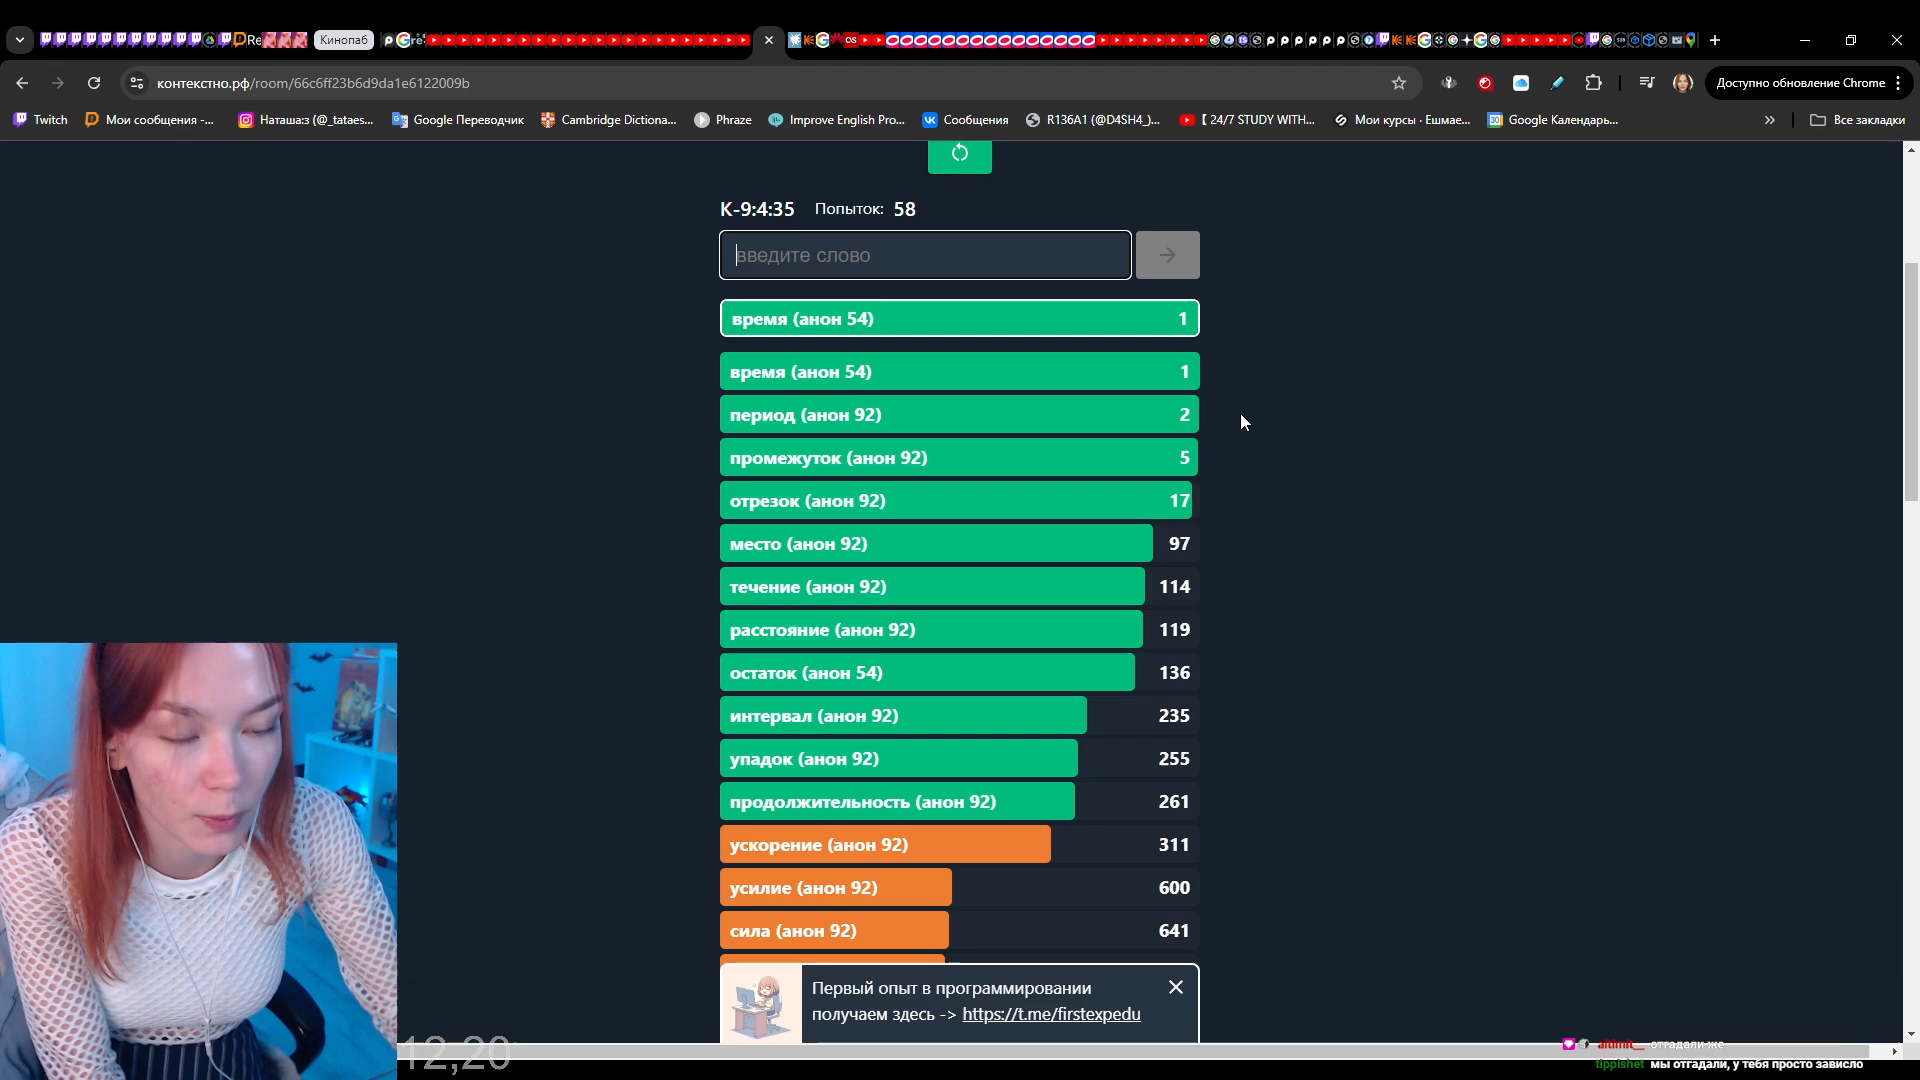 Re
Кинопаб
контекстно.рф/room/66c6ff23b6d9da1e6122009b
Доступно обновление Chrome
Twitch
Мои сообщения -...
Наташа:з (@_tataes...
Google Переводчик
Cambridge Dictiona...
Phraze
Improve English Pro...
Сообщения
R136A1 (@D4SH4_)...
【 24/7 STUDY WITH...
Мои курсы · Ешмае...
Google Календарь...
Все закладки
К-9:4:35 Попыток: 58
введите слово
время (анон 54) 1
время (анон 54) 1
период (анон 92) 2
промежуток (анон 92) 5
отрезок (анон 92) 17
место (анон 92) 97
течение (анон 92) 114
расстояние (анон 92) 119
остаток (анон 54) 136
интервал (анон 92) 235
упадок (анон 92) 255
продолжительность (анон 92) 261
ускорение (анон 92) 311
усилие (анон 92) 600
сила (анон 92) 641
Первый опыт в программировании
получаем здесь -> https://t.me/firstexpedu
12,20
altimit__ отгадали же
tippishet мы отгадали, у тебя просто зависло